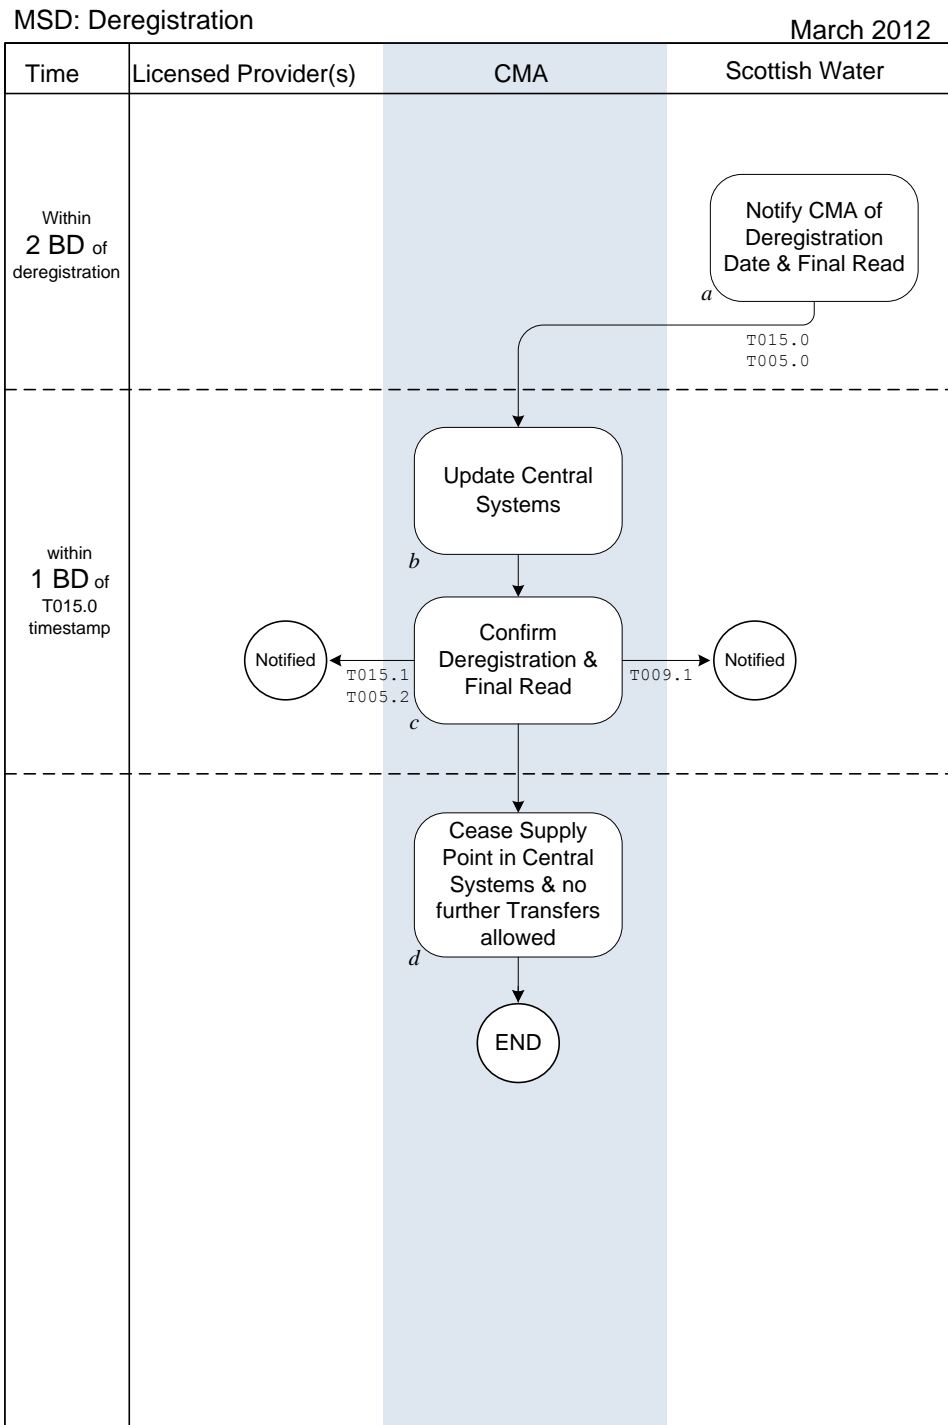 MSD: Deregistration
March 2012
Time
Licensed Provider(s)
CMA
Scottish Water
Within
2 BD of
deregistration
Notify CMA of
Deregistration
Date & Final Read
a
T015.0
T005.0
within
1 BD of
T015.0
timestamp
Update Central
Systems
b
Confirm
Deregistration &
Final Read
c
Notified
T015.1
T005.2
T009.1
Notified
Cease Supply
Point in Central
Systems & no
further Transfers
allowed
d
END